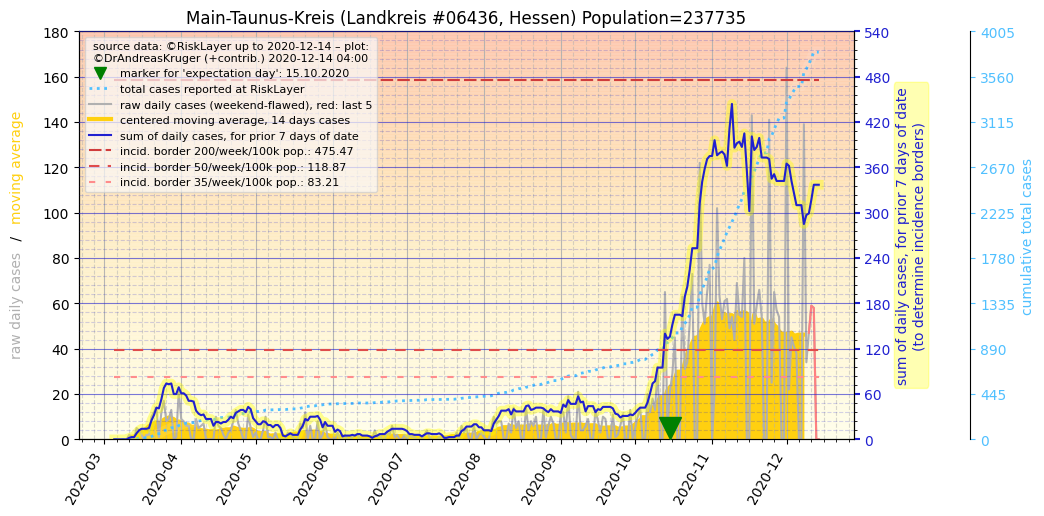 Main-Taunus-Kreis (Landkreis #06436, Hessen) Population=237735
source data: ©RiskLayer up to 2020-12-14 – plot:
©DrAndreasKruger (+contrib.) 2020-12-14 04:00
marker for 'expectation day': 15.10.2020
total cases reported at RiskLayer
raw daily cases (weekend-flawed), red: last 5
centered moving average, 14 days cases
sum of daily cases, for prior 7 days of date
incid. border 200/week/100k pop.: 475.47
incid. border 50/week/100k pop.: 118.87
incid. border 35/week/100k pop.: 83.21
raw daily cases / moving average
180
160
140
120
100
80
60
40
20
0
2020-03
2020-04
2020-05
2020-06
2020-07
2020-08
2020-09
2020-10
2020-11
2020-12
540
480
420
360
300
240
180
120
60
0
sum of daily cases, for prior 7 days of date
(to determine incidence borders)
4005
3560
3115
2670
2225
1780
1335
890
445
0
cumulative total cases